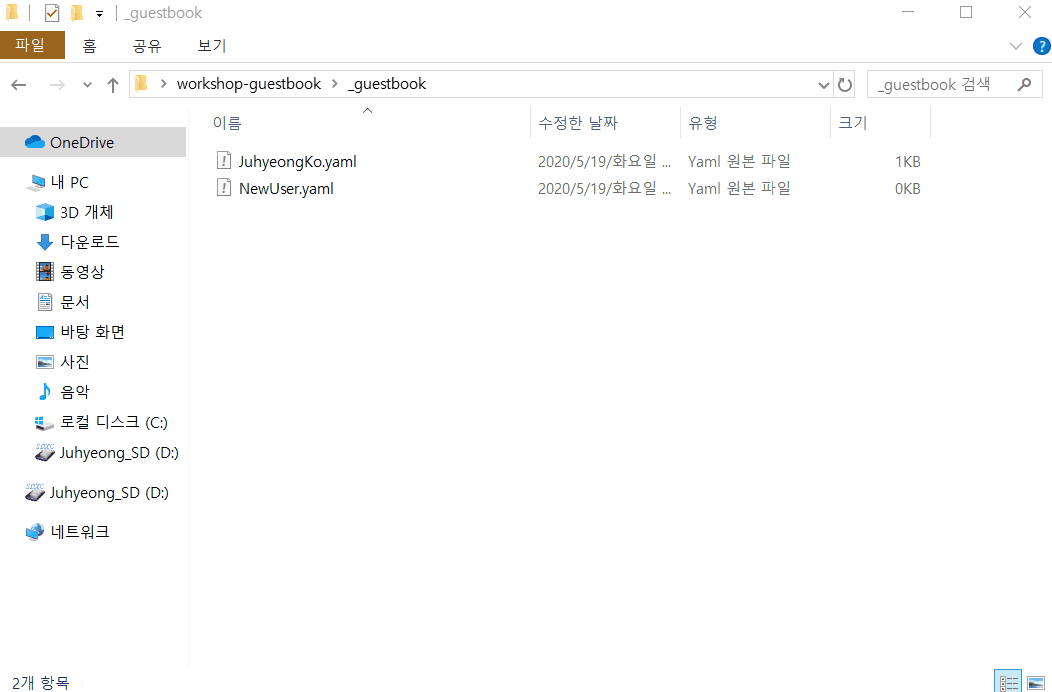 _guestbook
파일 홈 공유 보기
workshop-guestbook _guestbook
_guestbook 검색
이름 수정한 날짜 유형 크기
JuhyeongKo.yaml 2020/5/19/화요일 ... Yaml 원본 파일 1KB
NewUser.yaml 2020/5/19/화요일 ... Yaml 원본 파일 0KB
OneDrive
내 PC
3D 개체
다운로드
동영상
문서
바탕 화면
사진
음악
로컬 디스크 (C:)
Juhyeong_SD (D:)
Juhyeong_SD (D:)
네트워크
2개 항목